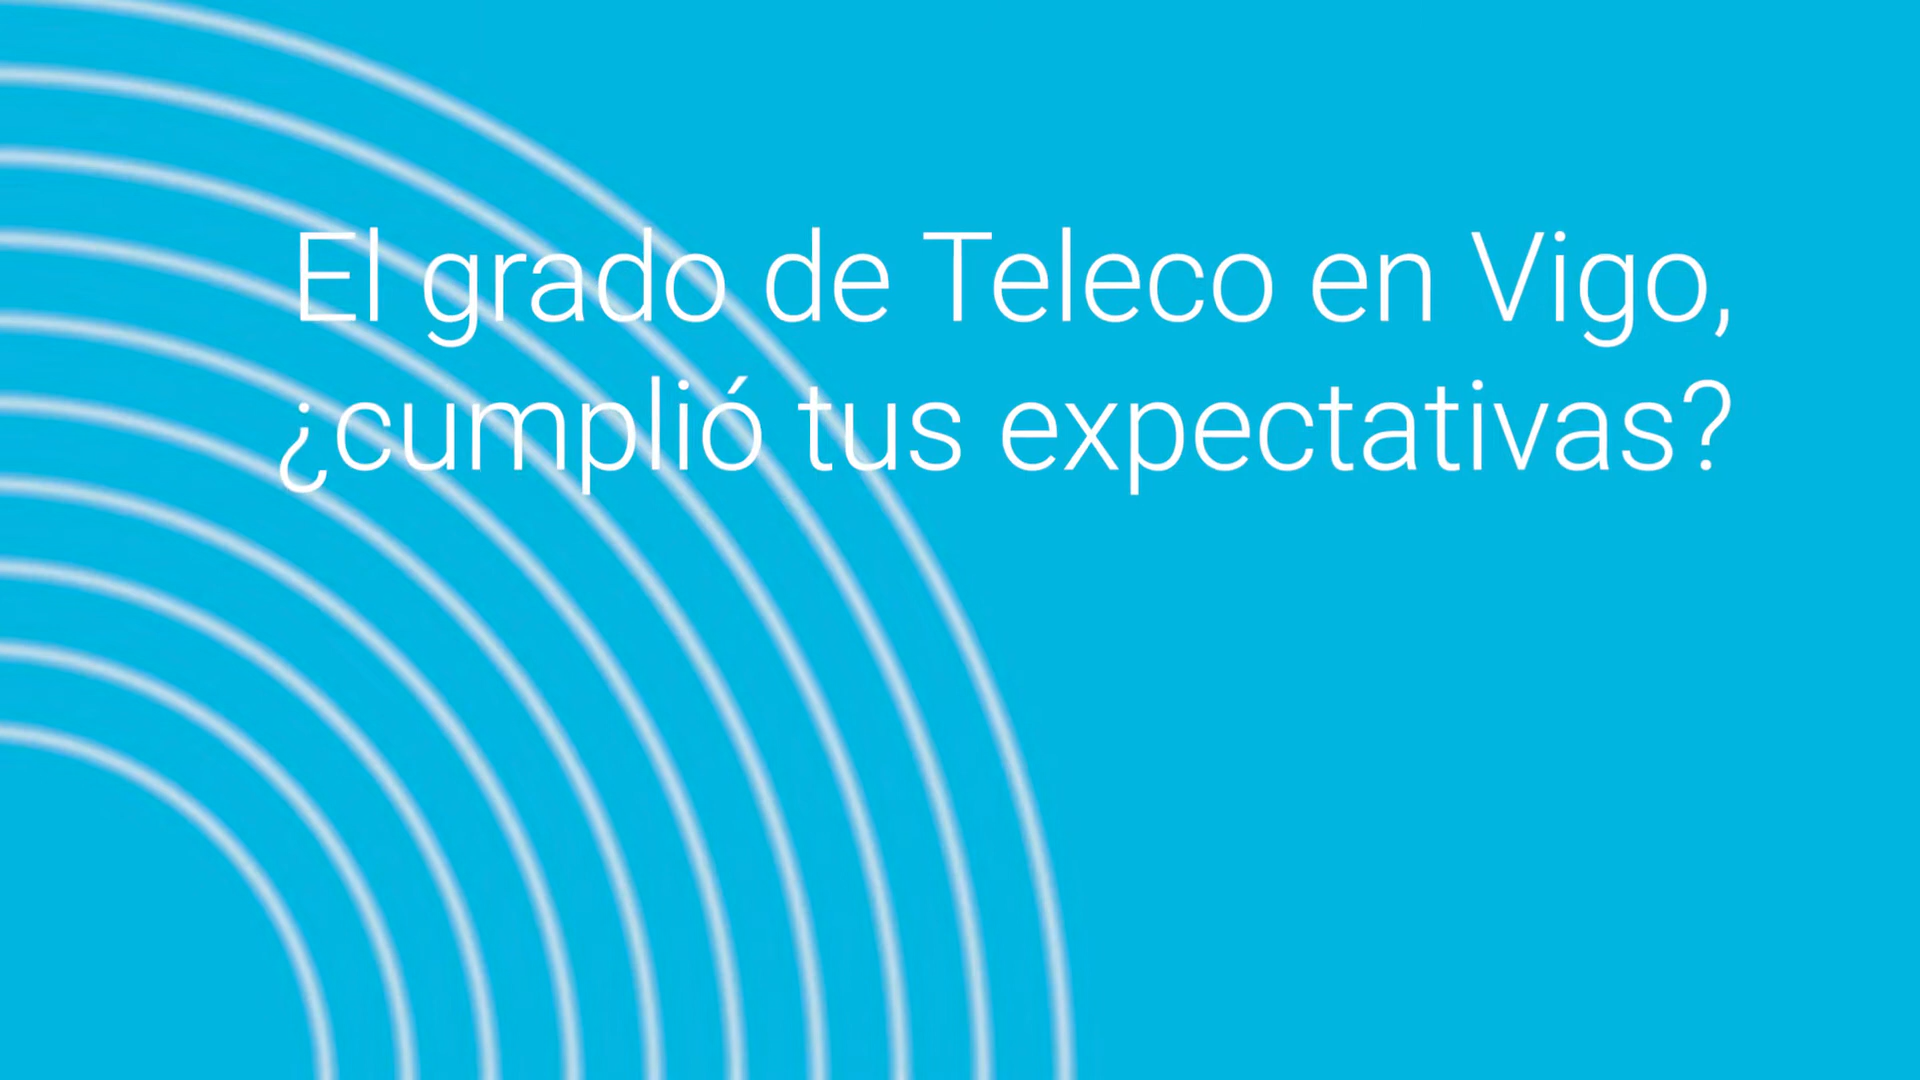 El grado de Teleco en Vigo,
¿cumplió tus expectativas?